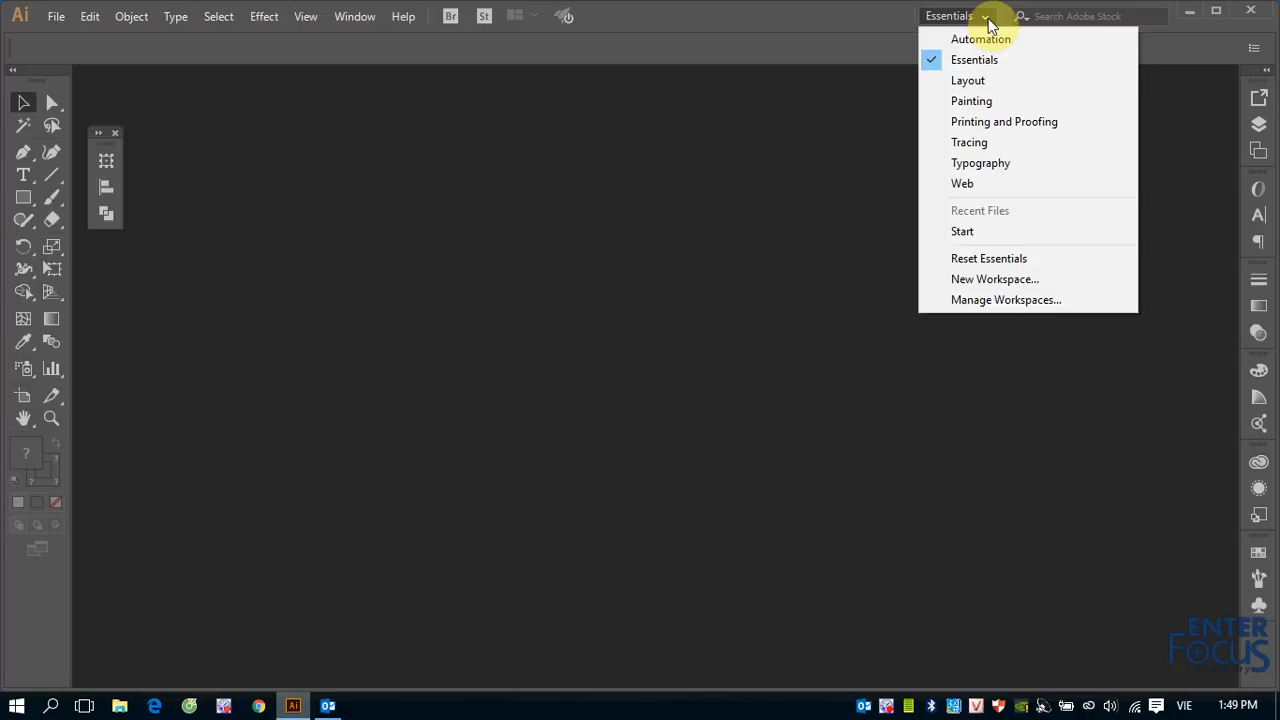 Ai File Edit Object Type Select Effect View Window Help Br St Essentials Search Adobe Stock
Automation
Essentials
Layout
Painting
Printing and Proofing
Tracing
Typography
Web
Recent Files
Start
Reset Essentials
New Workspace...
Manage Workspaces...
?
? ?
ENTER
FOCUS
Ai VIE 1:49 PM